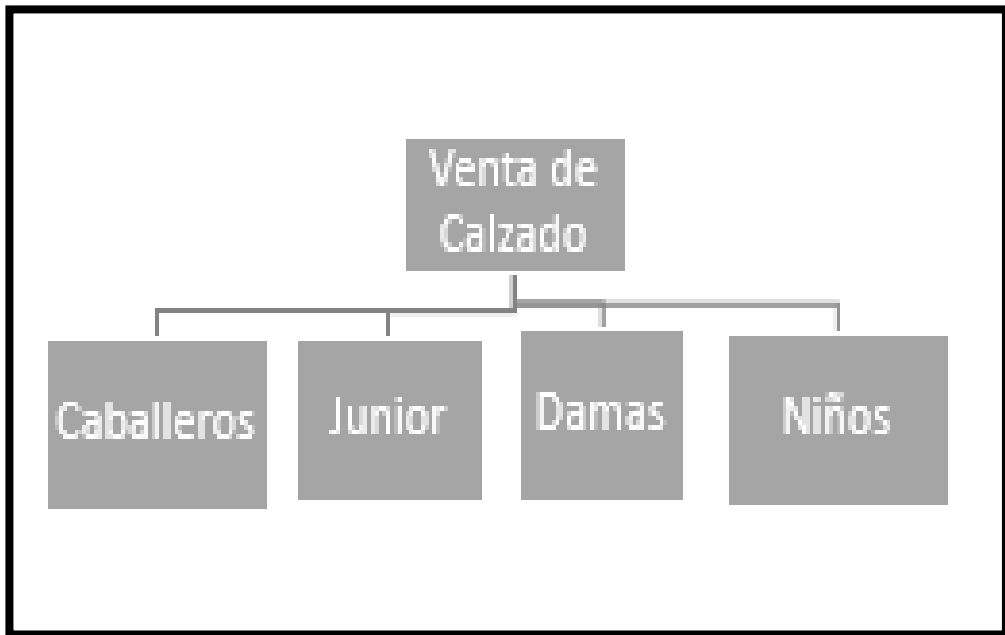 Venta de
Calzado
Caballeros
Junior
Damas
Niños